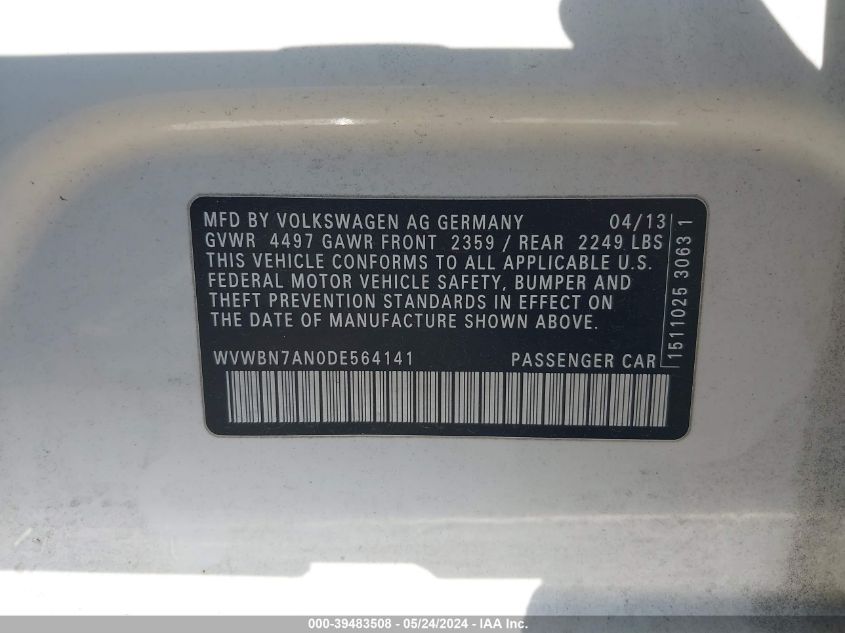 MFD BY VOLKSWAGEN AG GERMANY 04/13
GVWR 4497 GAWR FRONT 2359 / REAR 2249 LBS
THIS VEHICLE CONFORMS TO ALL APPLICABLE U.S.
FEDERAL MOTOR VEHICLE SAFETY, BUMPER AND
THEFT PREVENTION STANDARDS IN EFFECT ON
THE DATE OF MANUFACTURE SHOWN ABOVE.
WVWBN7AN0DE564141 PASSENGER CAR
1511025 3063 1
000-39483508 - 05/24/2024 - IAA Inc.